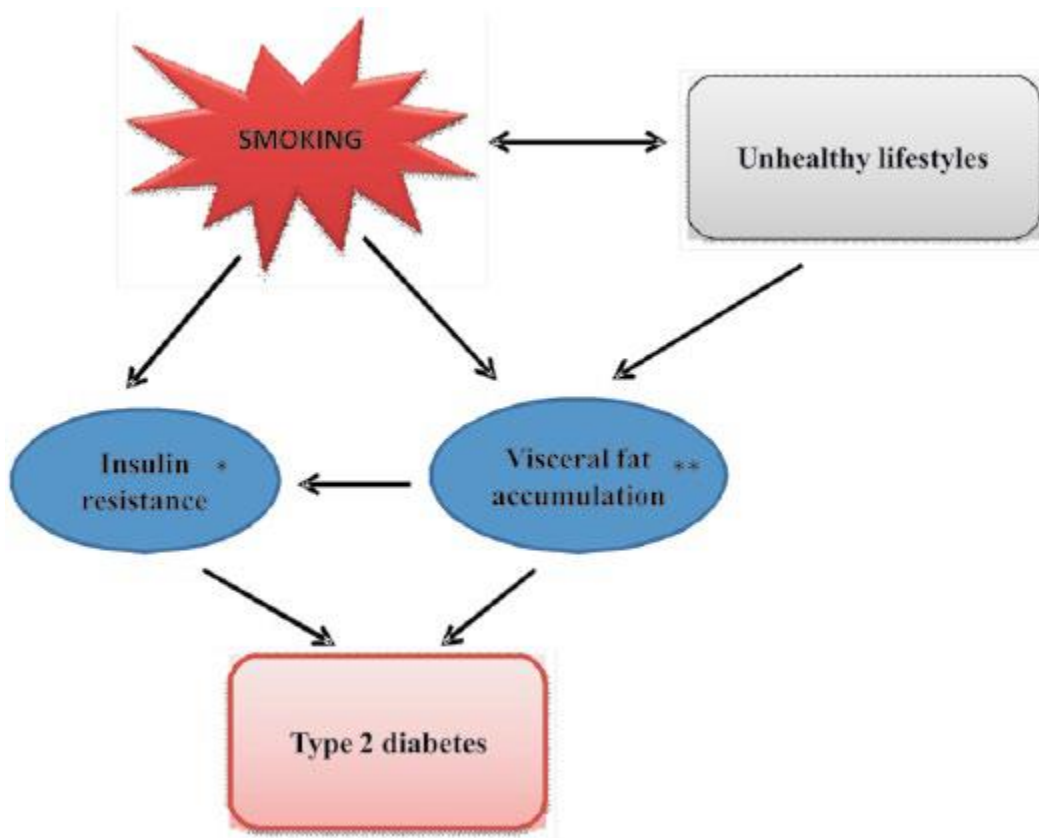 SMOKING
Unhealthy lifestyles
Insulin *
resistance
Visceral fat **
accumulation
Type 2 diabetes